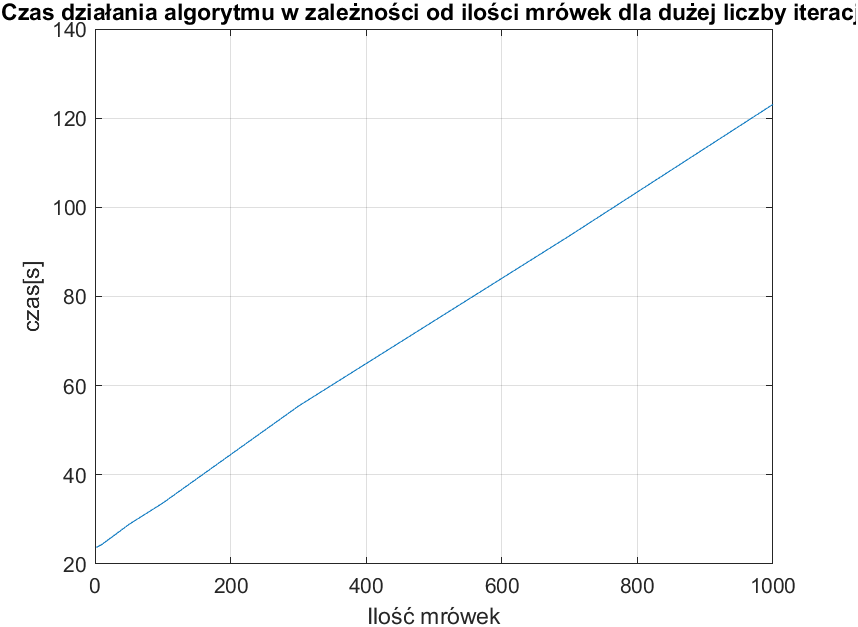 Czas działania algorytmu w zależności od ilości mrówek dla dużej liczby iteracj
140
120
100
80
60
40
20
czas[s]
0 200 400 600 800 1000
Ilość mrówek